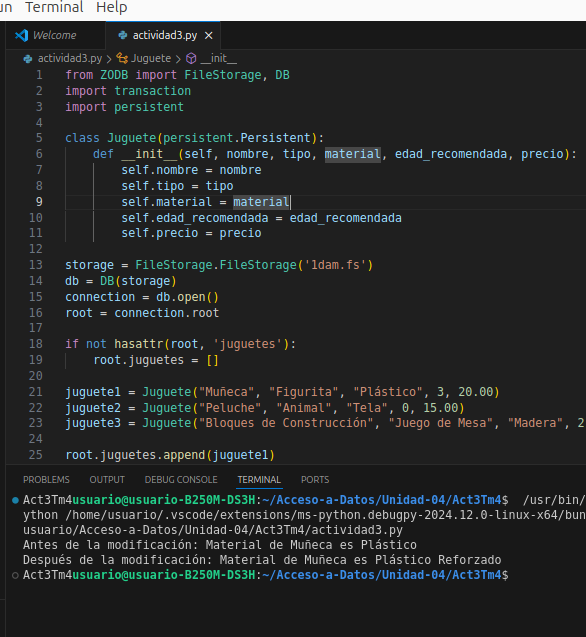 un Terminal Help
Welcome actividad3.py ×
actividad3.py > Juguete > __init__
1 from ZODB import FileStorage, DB
2 import transaction
3 import persistent
4
5 class Juguete(persistent.Persistent):
6 def __init__(self, nombre, tipo, material, edad_recomendada, precio):
7 self.nombre = nombre
8 self.tipo = tipo
9 self.material = material
10 self.edad_recomendada = edad_recomendada
11 self.precio = precio
12
13 storage = FileStorage.FileStorage('1dam.fs')
14 db = DB(storage)
15 connection = db.open()
16 root = connection.root
17
18 if not hasattr(root, 'juguetes'):
19 root.juguetes = []
20
21 juguete1 = Juguete("Muñeca", "Figurita", "Plástico", 3, 20.00)
22 juguete2 = Juguete("Peluche", "Animal", "Tela", 0, 15.00)
23 juguete3 = Juguete("Bloques de Construcción", "Juego de Mesa", "Madera", 2
24
25 root.juguetes.append(juguete1)
PROBLEMS OUTPUT DEBUG CONSOLE TERMINAL PORTS
Act3Tm4usuario@usuario-B250M-DS3H:~/Acceso-a-Datos/Unidad-04/Act3Tm4$ /usr/bin/
ython /home/usuario/.vscode/extensions/ms-python.debugpy-2024.12.0-linux-x64/bun
usuario/Acceso-a-Datos/Unidad-04/Act3Tm4/actividad3.py
Antes de la modificación: Material de Muñeca es Plástico
Después de la modificación: Material de Muñeca es Plástico Reforzado
Act3Tm4usuario@usuario-B250M-DS3H:~/Acceso-a-Datos/Unidad-04/Act3Tm4$